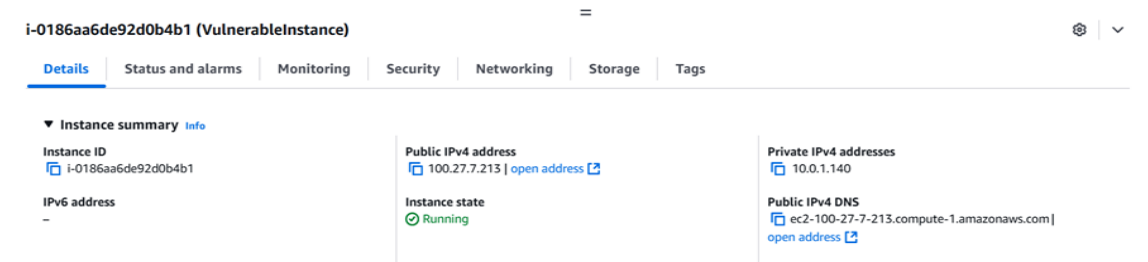 i-0186aa6de92d0b4b1 (VulnerableInstance)
Details Status and alarms Monitoring Security Networking Storage Tags
Instance summary Info
Instance ID
i-0186aa6de92d0b4b1
Public IPv4 address
100.27.7.213 | open address
Private IPv4 addresses
10.0.1.140
IPv6 address
–
Instance state
Running
Public IPv4 DNS
ec2-100-27-7-213.compute-1.amazonaws.com |
open address